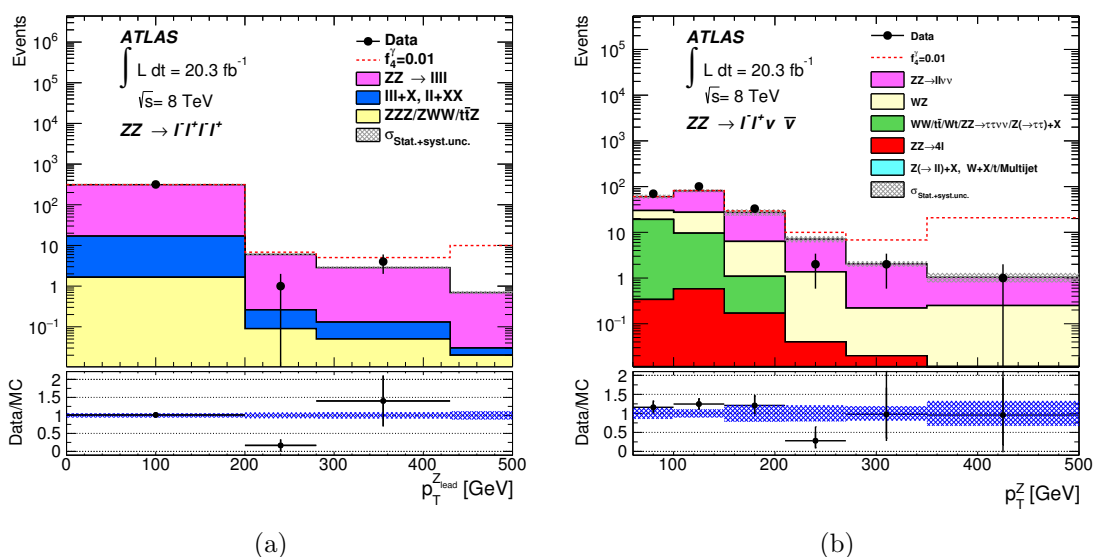 Events
ATLAS
∫ L dt = 20.3 fb⁻¹
√s = 8 TeV
ZZ → l⁻l⁺l⁻l⁺
Data
f₄^γ=0.01
ZZ → llll
lll+X, ll+XX
ZZZ/ZWW/tt̄Z
σ_Stat.+syst.unc.
10⁶
10⁵
10⁴
10³
10²
10
1
10⁻¹
Data/MC
2
1.5
1
0.5
0
0 100 200 300 400 500
p_T^{Z_lead} [GeV]
(a)
Events
ATLAS
∫ L dt = 20.3 fb⁻¹
√s = 8 TeV
ZZ → l⁻l⁺ν ν̄
Data
f₄^γ=0.01
ZZ→llνν
WZ
WW/tt̄/Wt/ZZ→ττνν/Z(→ττ)+X
ZZ→4l
Z(→ ll)+X, W+X/t/Multijet
σ_Stat.+syst.unc.
10⁵
10⁴
10³
10²
10
1
10⁻¹
Data/MC
2
1.5
1
0.5
0
100 200 300 400 500
p_T^Z [GeV]
(b)